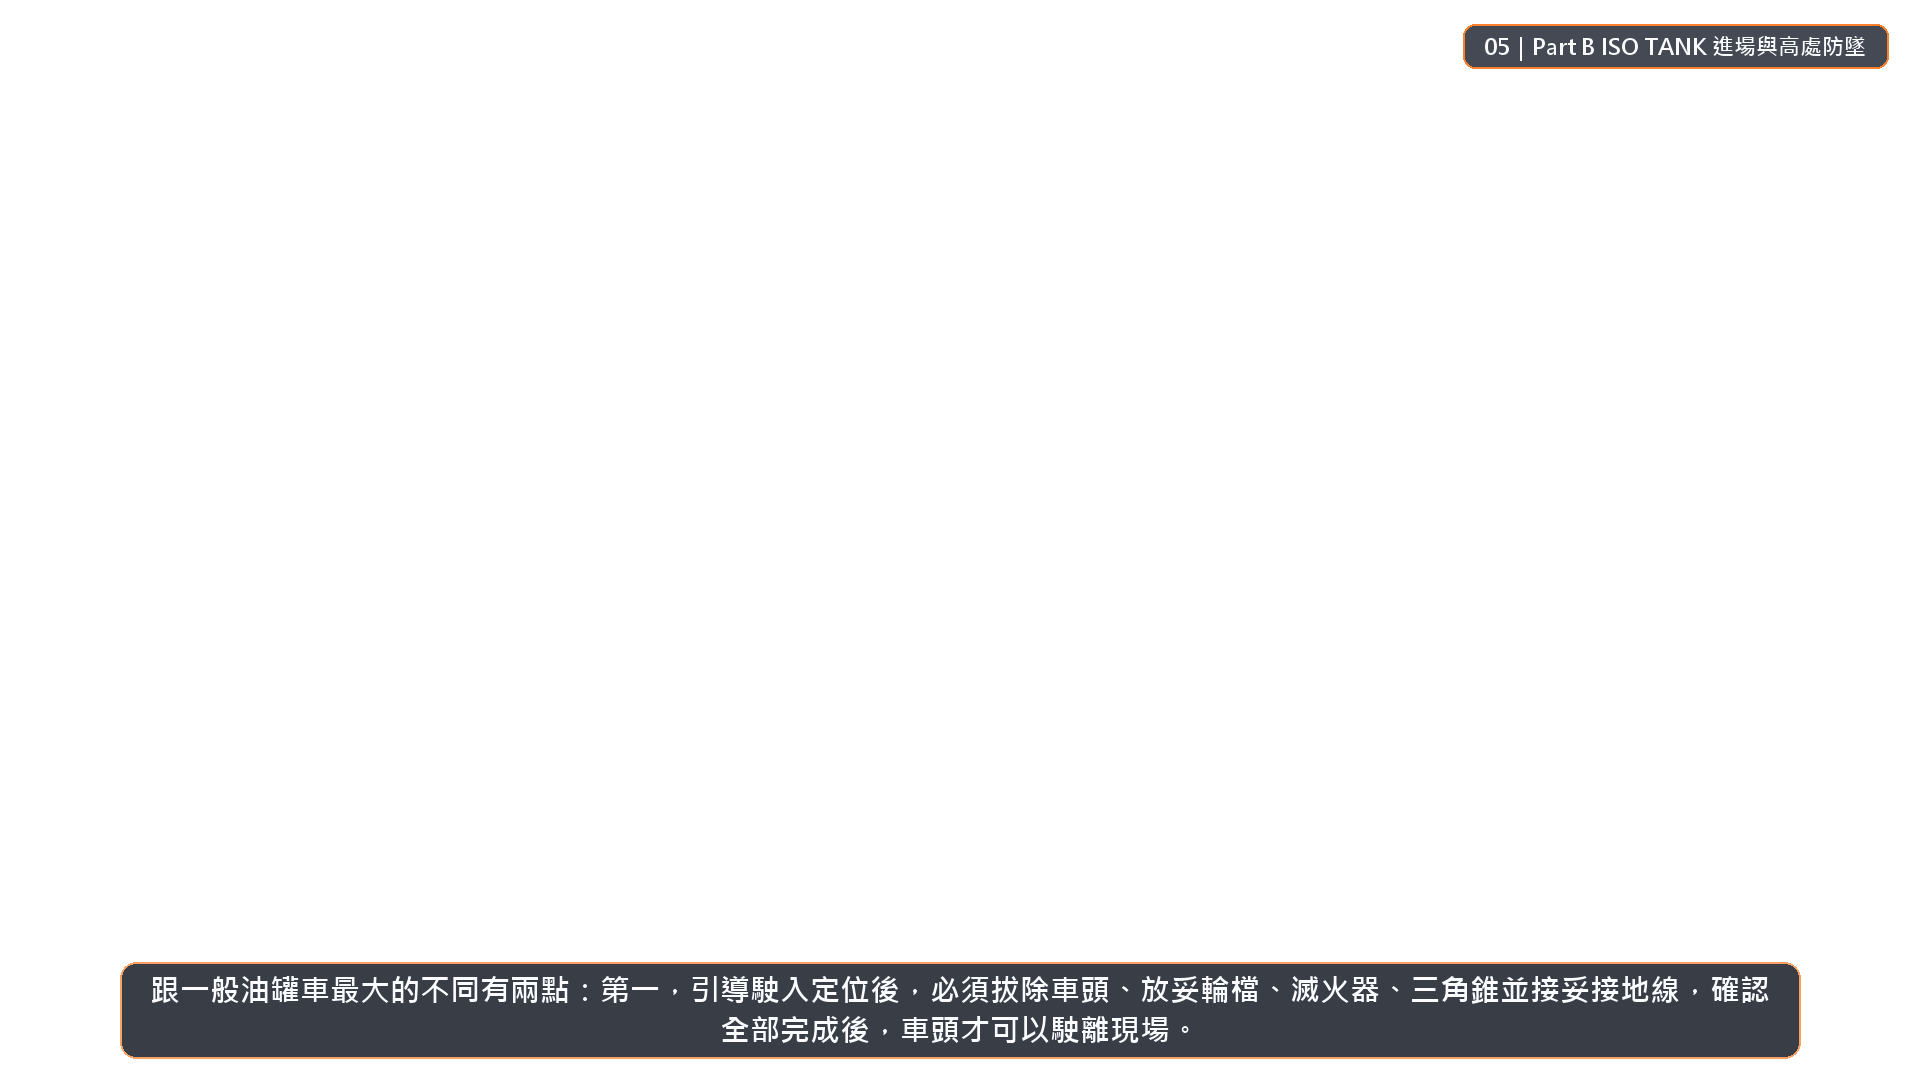 05 | Part B ISO TANK 進場與高處防墜
跟一般油罐車最大的不同有兩點：第一，引導駛入定位後，必須拔除車頭、放妥輪檔、滅火器、三角錐並接妥接地線，確認
全部完成後，車頭才可以駛離現場。